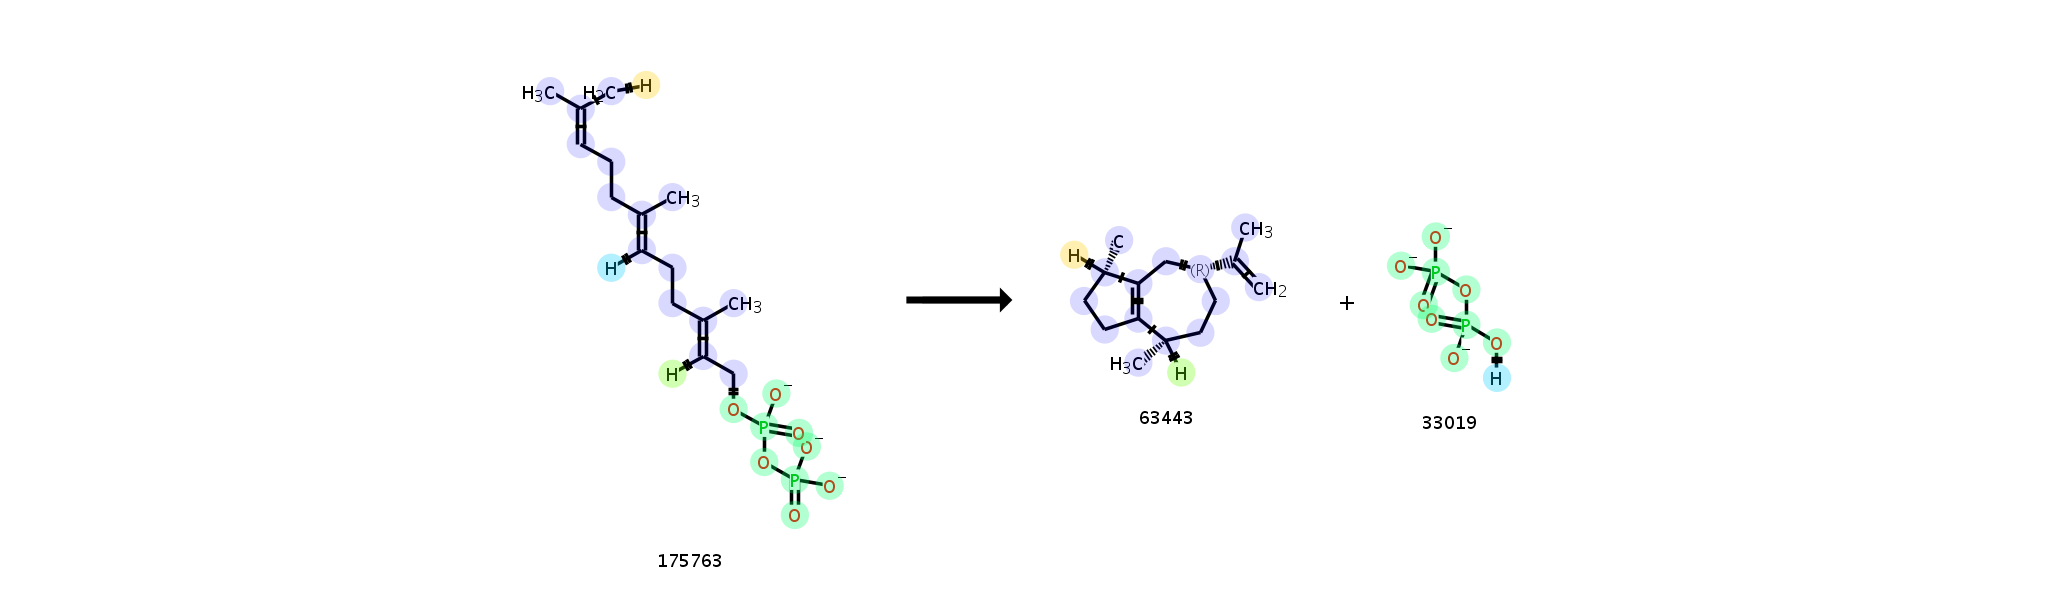 H₃C H₂C H
CH₃
H
CH₃
H
O O⁻
P O
O O⁻
P O⁻
O
175763
→
H C
(R)
CH₃
CH₂
H₃C
H
63443
+
O⁻
O⁻ P
O O
O P
O⁻ O
H
33019